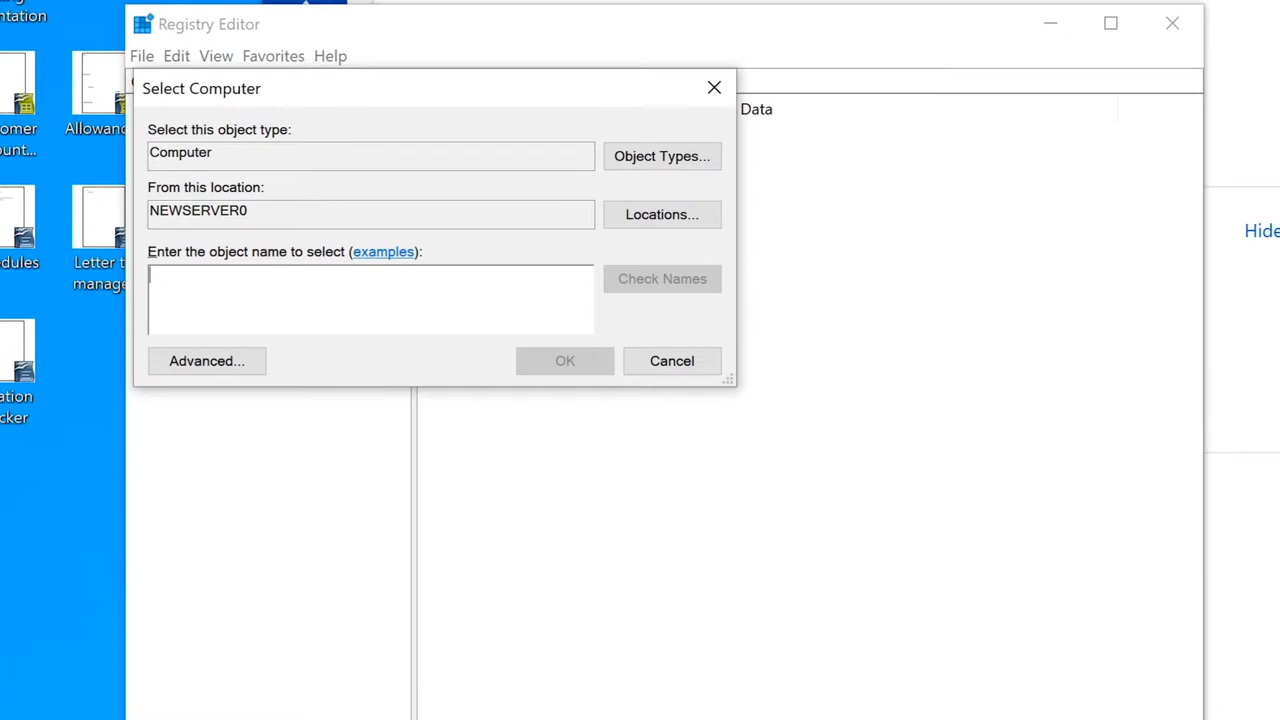 ntation
omer
ount...
Allowanc
dules
Letter t
manage
ation
cker
Registry Editor
File Edit View Favorites Help
Select Computer
Select this object type:
Computer
Object Types...
From this location:
NEWSERVER0
Locations...
Enter the object name to select (examples):
Check Names
Advanced...
OK
Cancel
Data
Hide